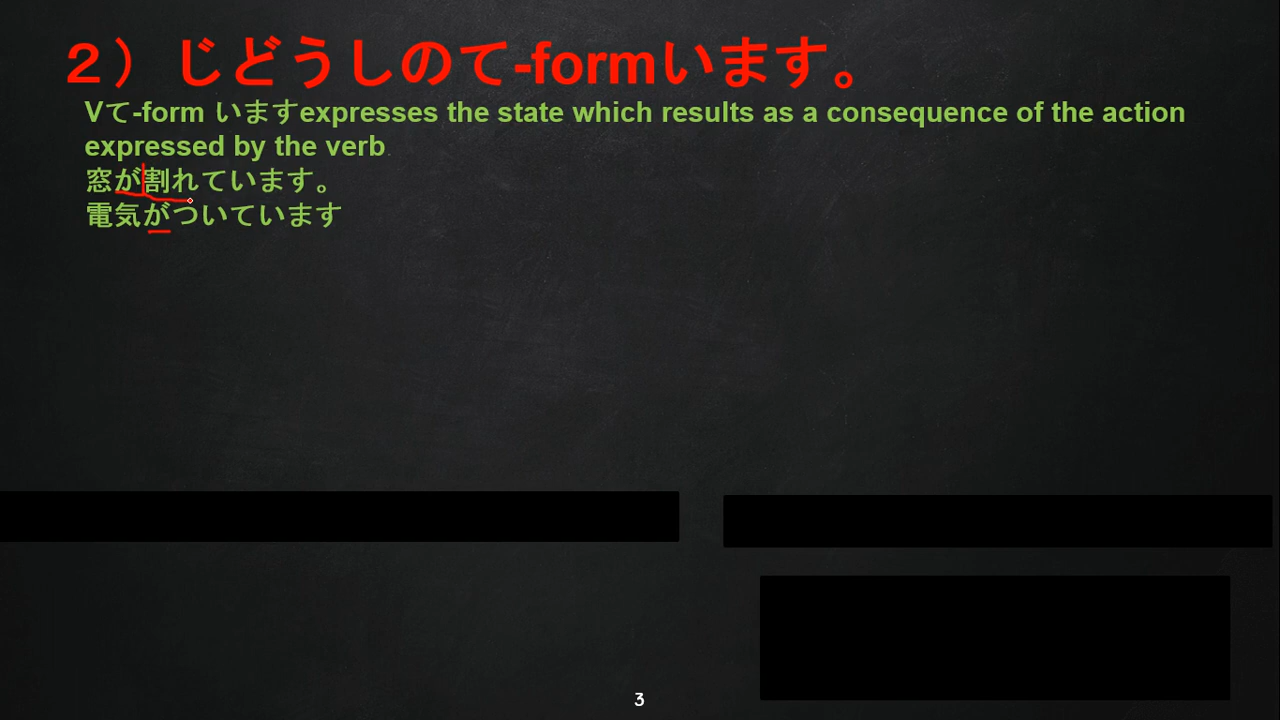 ２）じどうしのて-formいます。
Vて-form いますexpresses the state which results as a consequence of the action
expressed by the verb.
窓が割れています。
電気がついています
3